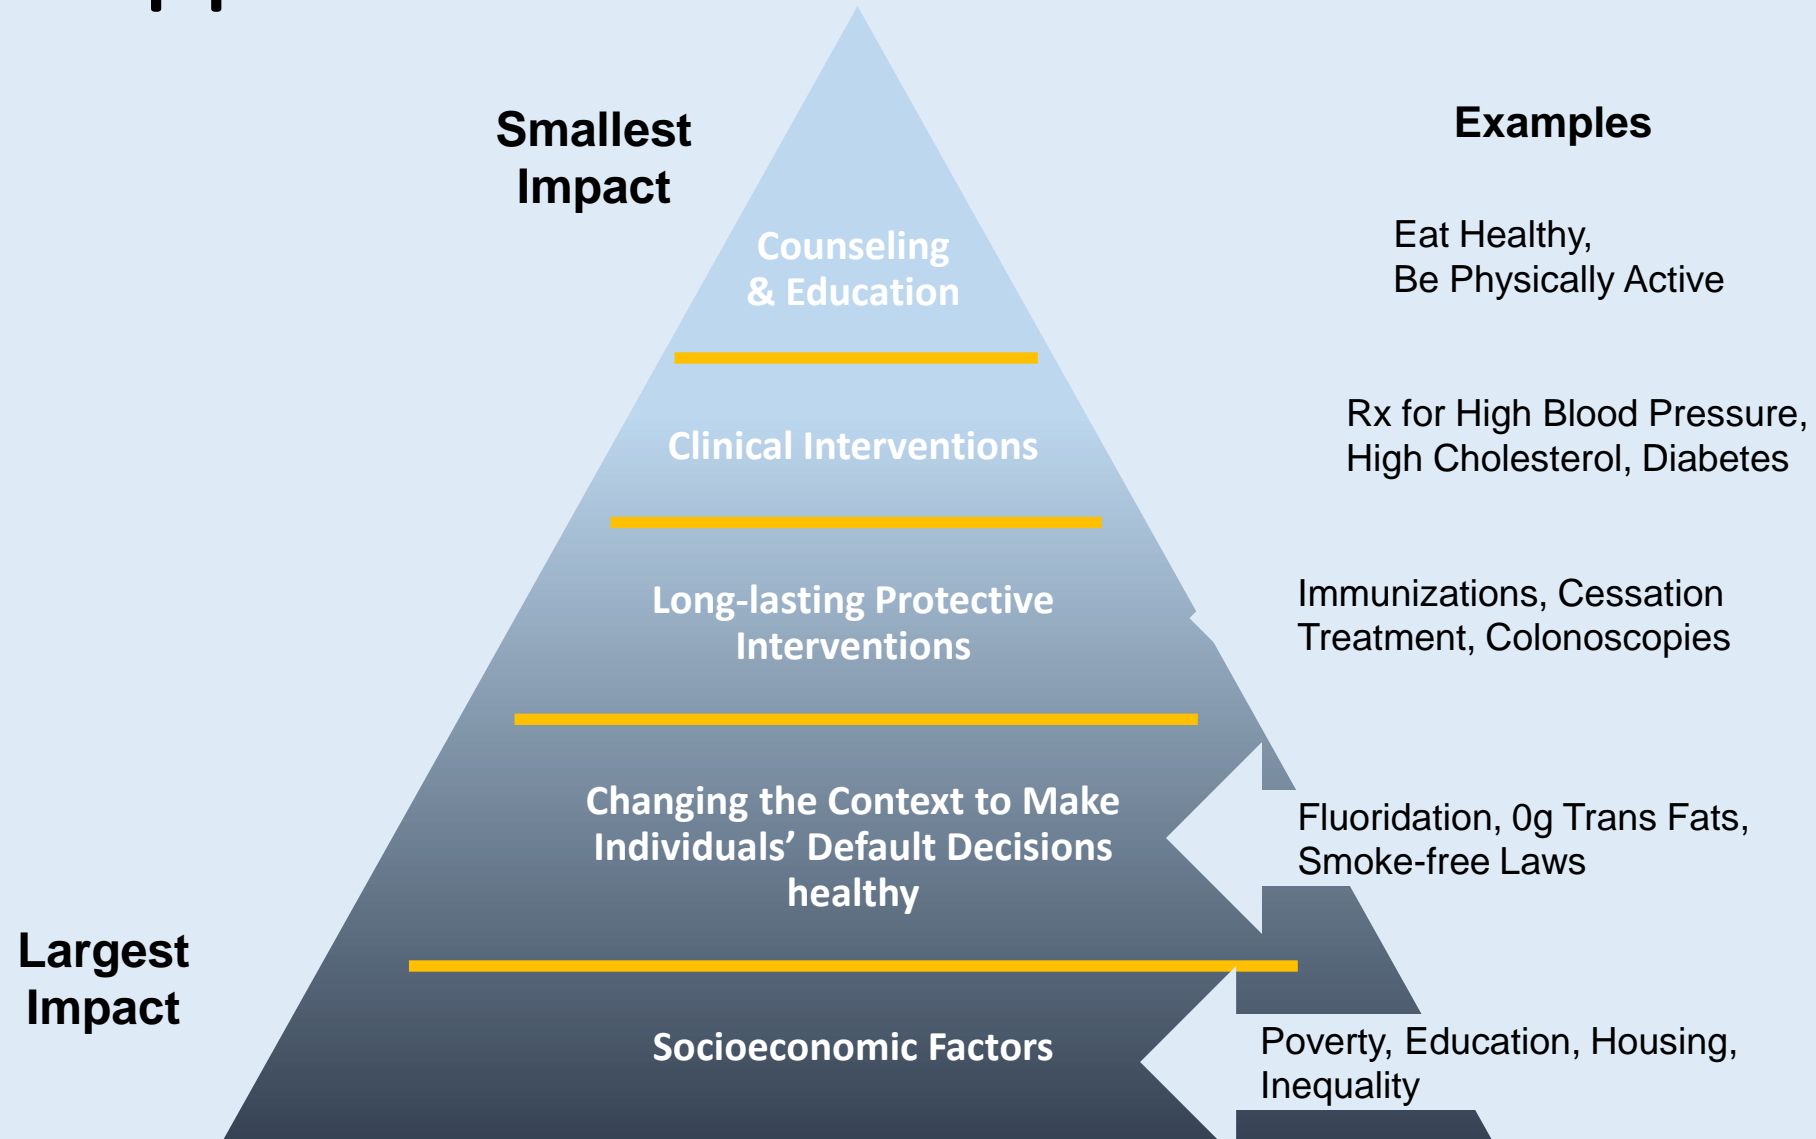 Smallest
Impact
Examples
Counseling
& Education
Eat Healthy,
Be Physically Active
Clinical Interventions
Rx for High Blood Pressure,
High Cholesterol, Diabetes
Long-lasting Protective
Interventions
Immunizations, Cessation
Treatment, Colonoscopies
Changing the Context to Make
Individuals’ Default Decisions
healthy
Fluoridation, 0g Trans Fats,
Smoke-free Laws
Largest
Impact
Socioeconomic Factors
Poverty, Education, Housing,
Inequality